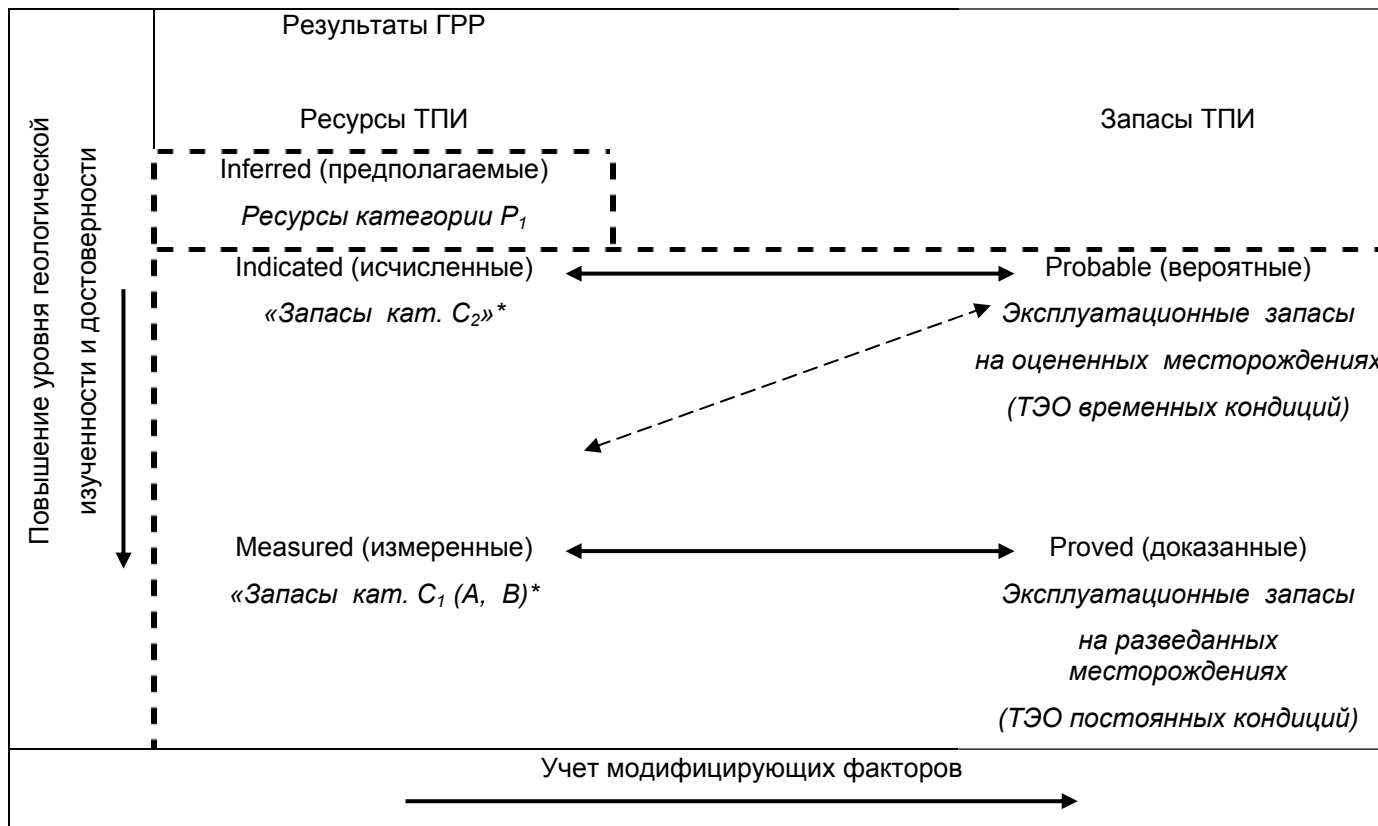 Результаты ГРР
Ресурсы ТПИ
Запасы ТПИ
Повышение уровня геологической
изученности и достоверности
Inferred (предполагаемые)
Ресурсы категории P₁
Indicated (исчисленные)
«Запасы кат. C₂»*
Probable (вероятные)
Эксплуатационные запасы
на оцененных месторождениях
(ТЭО временных кондиций)
Measured (измеренные)
«Запасы кат. C₁ (А, В)*
Proved (доказанные)
Эксплуатационные запасы
на разведанных
месторождениях
(ТЭО постоянных кондиций)
Учет модифицирующих факторов